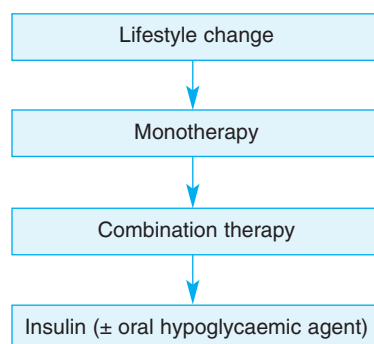 Lifestyle change
Monotherapy
Combination therapy
Insulin (± oral hypoglycaemic agent)